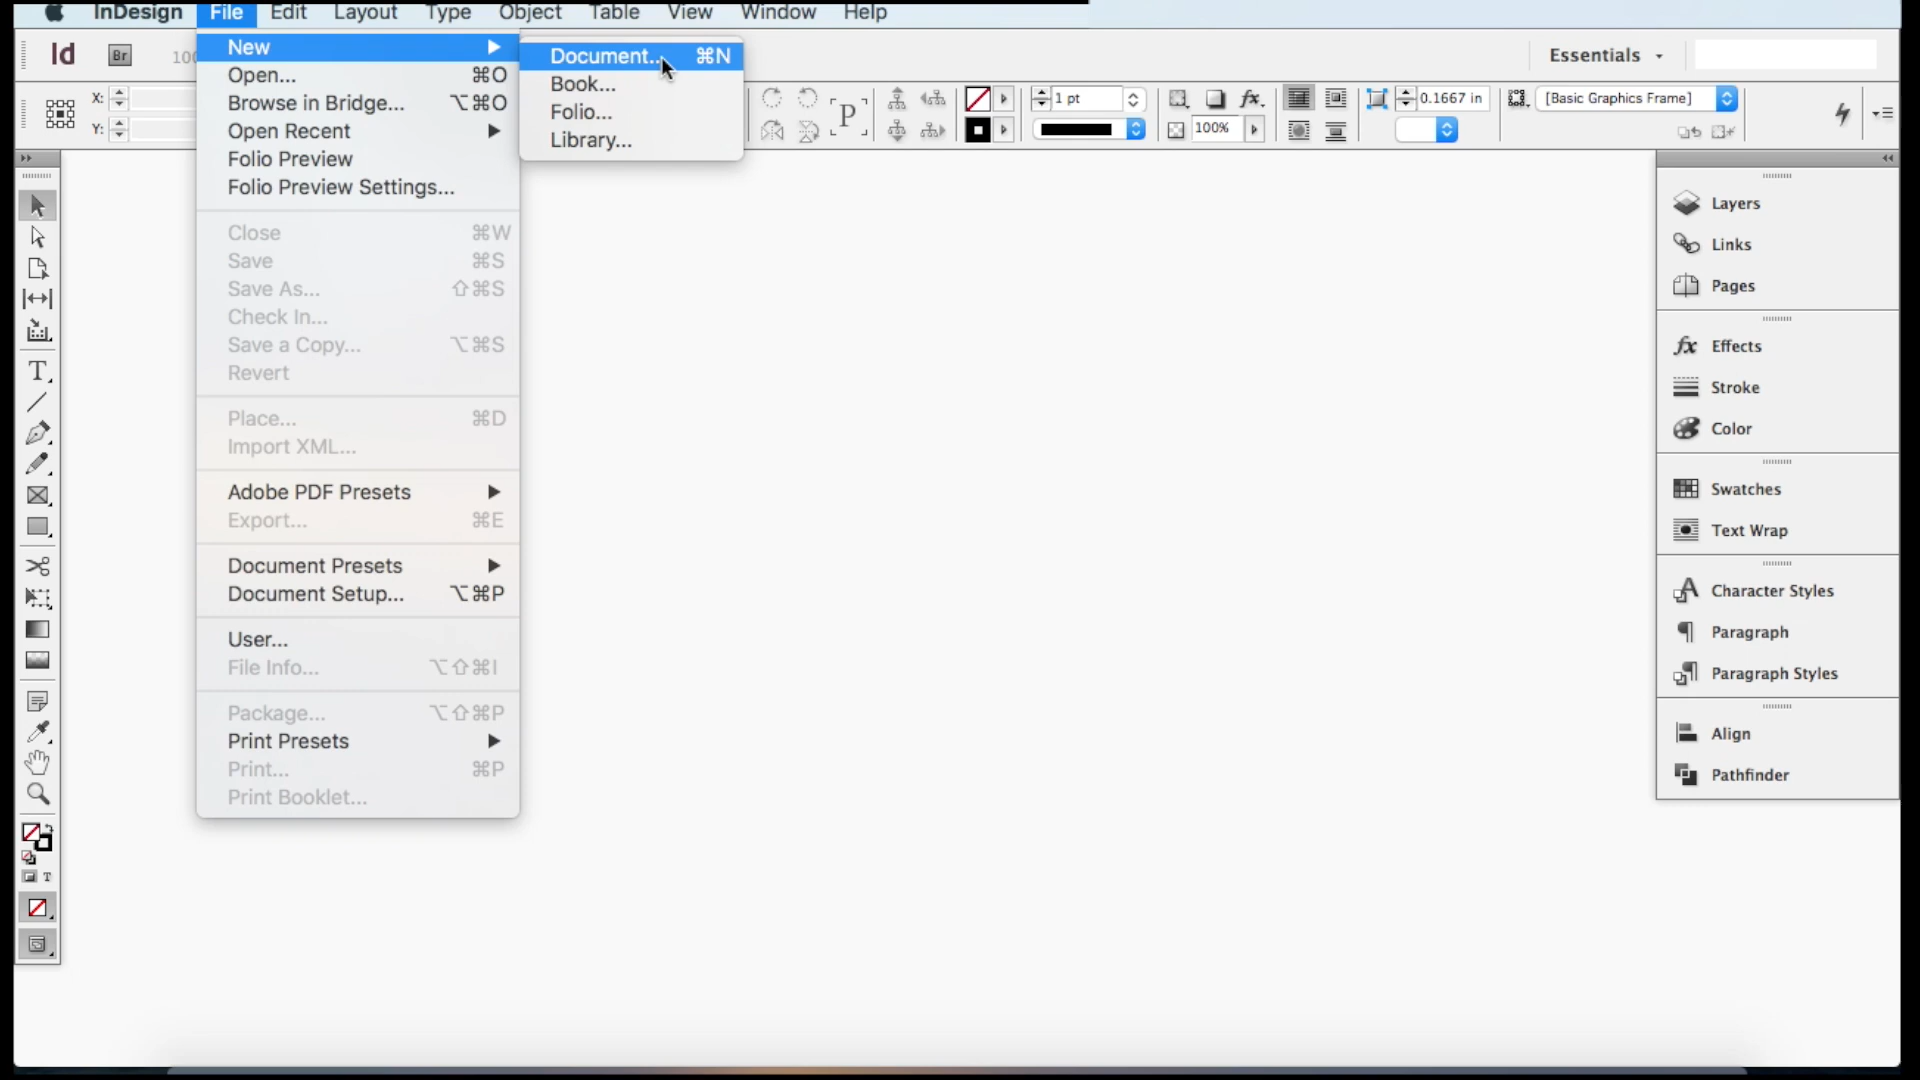 InDesign File Edit Layout Type Object Table View Window Help
Id Br 100 Essentials
New
Document... ⌘N
Open... ⌘O
Book...
Browse in Bridge... ⌥⌘O
Folio...
Open Recent
Library...
Folio Preview
Folio Preview Settings...
X:
Y:
P
1 pt
fx
100%
0.1667 in
[Basic Graphics Frame]
Close ⌘W
Save ⌘S
Save As... ⇧⌘S
Check In...
Save a Copy... ⌥⌘S
Revert
Place... ⌘D
Import XML...
Adobe PDF Presets
Export... ⌘E
Document Presets
Document Setup... ⌥⌘P
User...
File Info... ⌥⇧⌘I
Package... ⌥⇧⌘P
Print Presets
Print... ⌘P
Print Booklet...
T
T
Layers
Links
Pages
fx Effects
Stroke
Color
Swatches
Text Wrap
Character Styles
Paragraph
Paragraph Styles
Align
Pathfinder